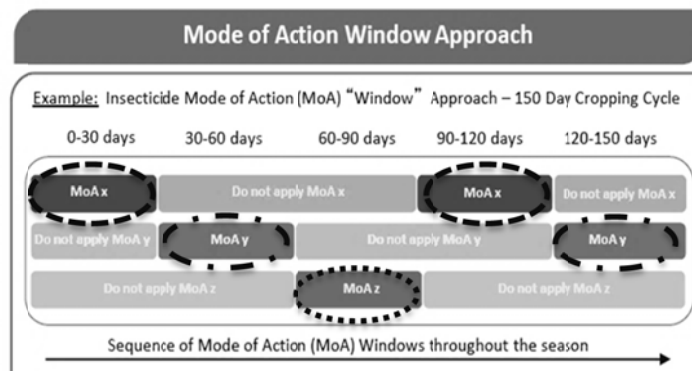 Mode of Action Window Approach
Example: Insecticide Mode of Action (MoA) “Window” Approach – 150 Day Cropping Cycle
0-30 days 30-60 days 60-90 days 90-120 days 120-150 days
MoA x Do not apply MoA x MoA x Do not apply MoA x
Do not apply MoA y MoA y Do not apply MoA y MoA y
Do not apply MoA z MoA z Do not apply MoA z
Sequence of Mode of Action (MoA) Windows throughout the season